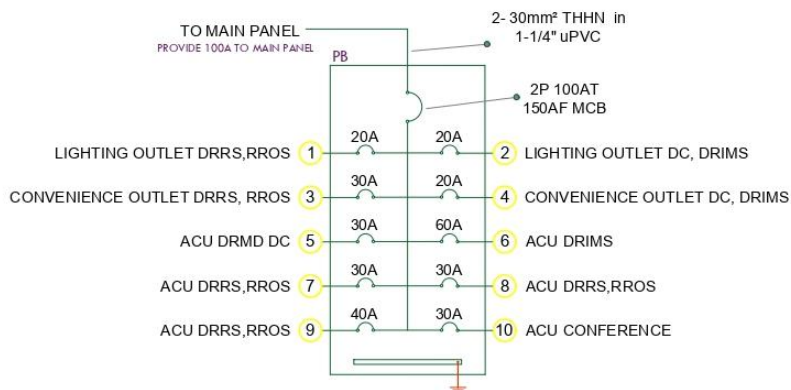 TO MAIN PANEL
PROVIDE 100A TO MAIN PANEL
2- 30mm² THHN in
1-1/4" uPVC
PB
2P 100AT
150AF MCB
LIGHTING OUTLET DRRS,RROS 1 20A 20A 2 LIGHTING OUTLET DC, DRIMS
CONVENIENCE OUTLET DRRS, RROS 3 30A 20A 4 CONVENIENCE OUTLET DC, DRIMS
ACU DRMD DC 5 30A 60A 6 ACU DRIMS
ACU DRRS,RROS 7 30A 30A 8 ACU DRRS,RROS
ACU DRRS,RROS 9 40A 30A 10 ACU CONFERENCE